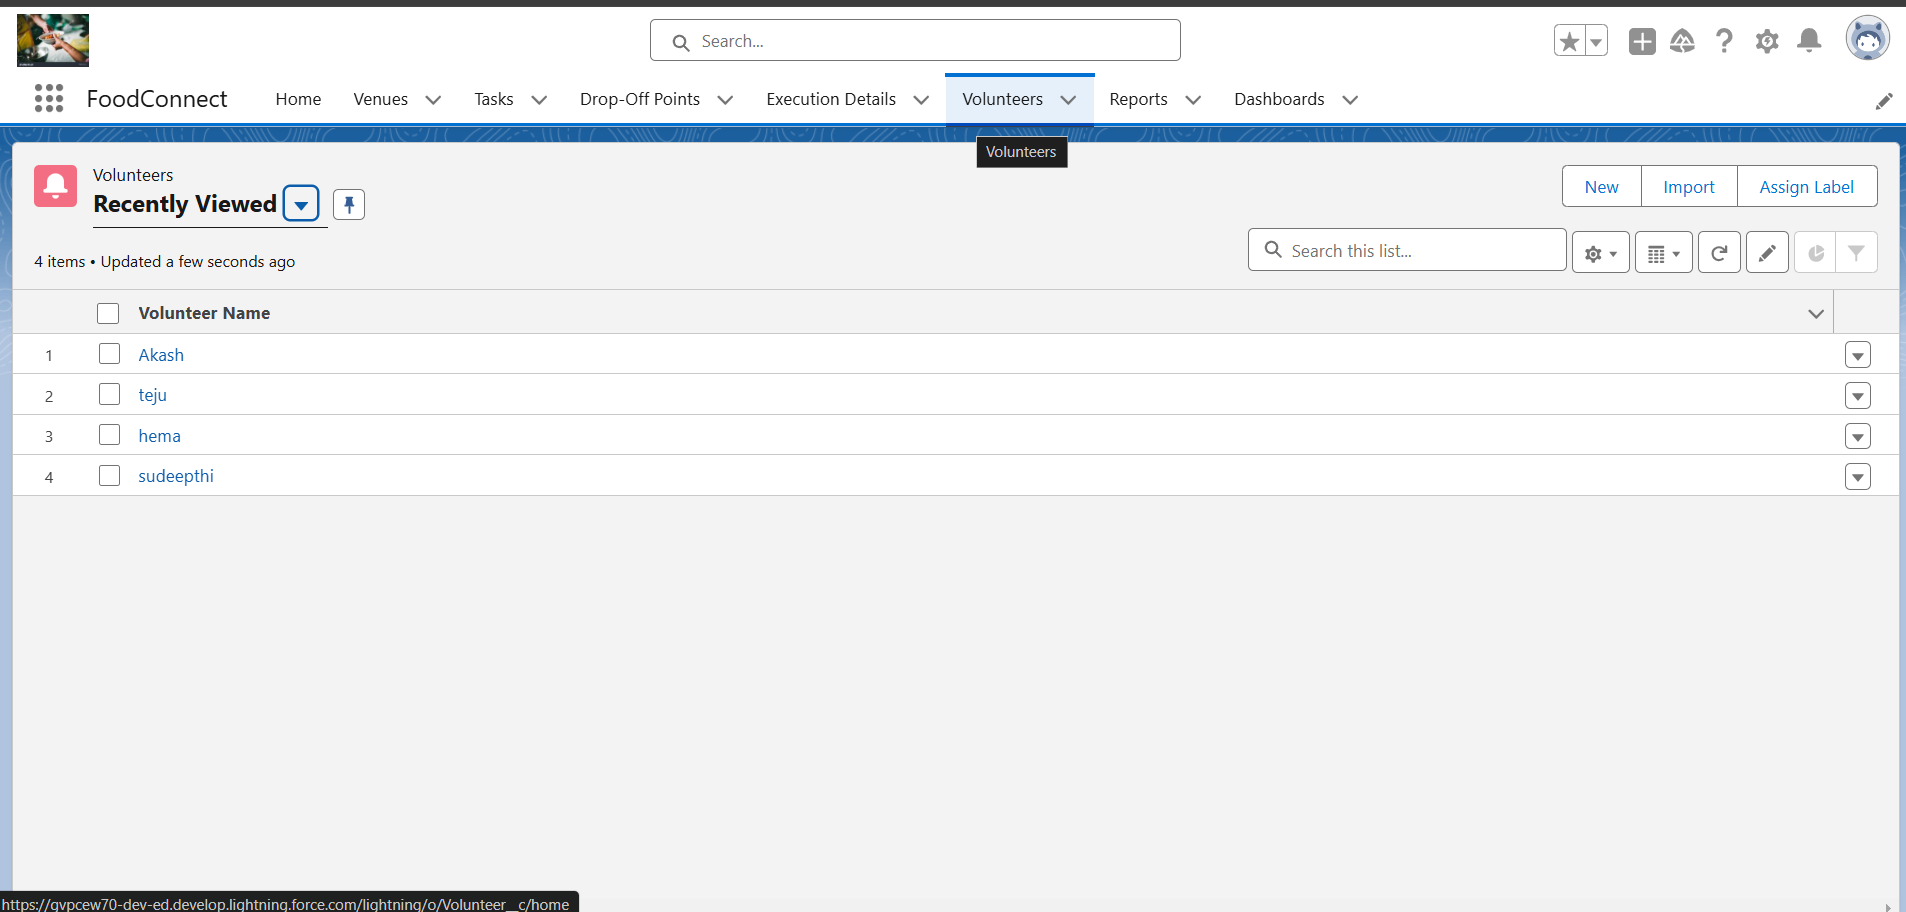 Search...
FoodConnect
Home
Venues
Tasks
Drop-Off Points
Execution Details
Volunteers
Reports
Dashboards
Volunteers
Volunteers
Recently Viewed
New
Import
Assign Label
4 items • Updated a few seconds ago
Search this list...
Volunteer Name
1 Akash
2 teju
3 hema
4 sudeepthi
https://gvpcew70-dev-ed.develop.lightning.force.com/lightning/o/Volunteer__c/home